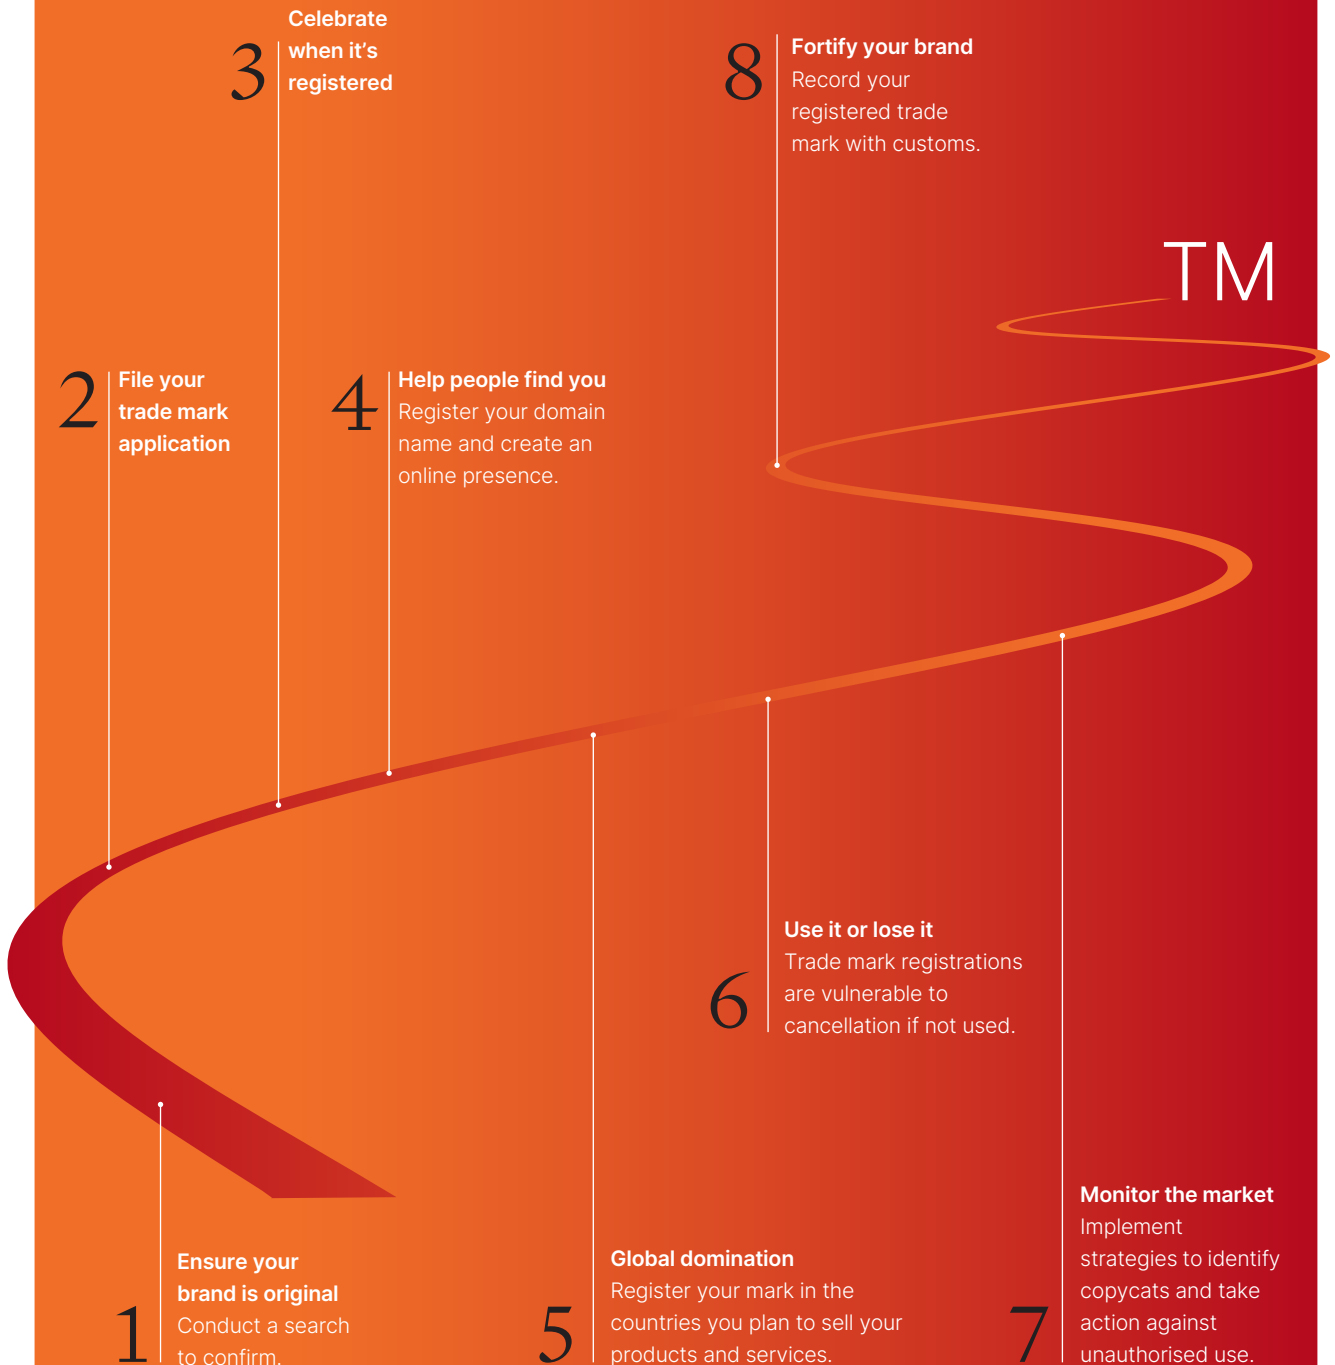 1
Ensure your
brand is original
Conduct a search
to confirm.
2
File your
trade mark
application
3
Celebrate
when it's
registered
4
Help people find you
Register your domain
name and create an
online presence.
5
Global domination
Register your mark in the
countries you plan to sell your
products and services.
6
Use it or lose it
Trade mark registrations
are vulnerable to
cancellation if not used.
7
Monitor the market
Implement
strategies to identify
copycats and take
action against
unauthorised use.
8
Fortify your brand
Record your
registered trade
mark with customs.
TM